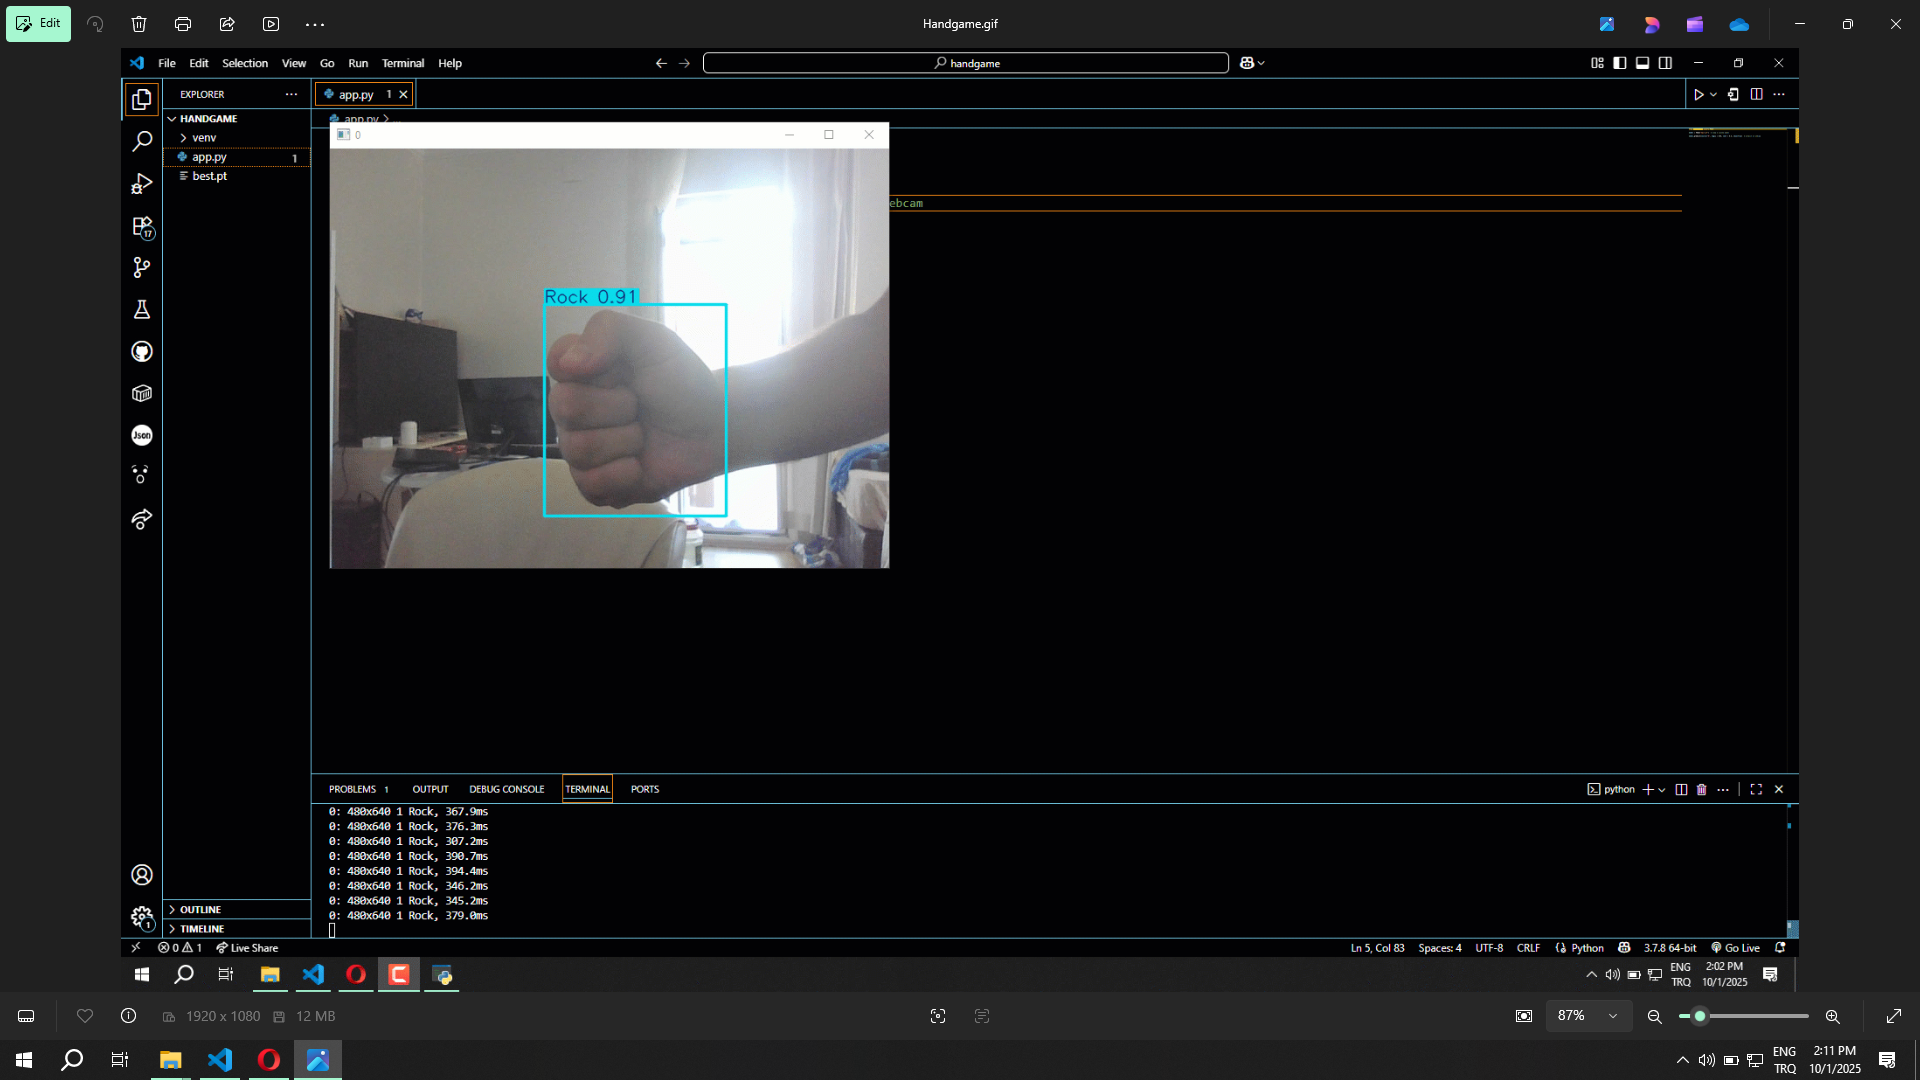 Edit
Handgame.gif
File Edit Selection View Go Run Terminal Help
handgame
EXPLORER
app.py 1
HANDGAME
app.py
venv
0
app.py 1
best.pt
ebcam
17
Rock 0.91
Json
PROBLEMS 1 OUTPUT DEBUG CONSOLE TERMINAL PORTS
python
0: 480x640 1 Rock, 367.9ms
0: 480x640 1 Rock, 376.3ms
0: 480x640 1 Rock, 307.2ms
0: 480x640 1 Rock, 390.7ms
0: 480x640 1 Rock, 394.4ms
0: 480x640 1 Rock, 346.2ms
0: 480x640 1 Rock, 345.2ms
0: 480x640 1 Rock, 379.0ms
OUTLINE
1
TIMELINE
0 1 Live Share
Ln 5, Col 83 Spaces: 4 UTF-8 CRLF Python 3.7.8 64-bit Go Live
ENG 2:02 PM
TRQ 10/1/2025
1920 x 1080 12 MB
87%
ENG 2:11 PM
TRQ 10/1/2025